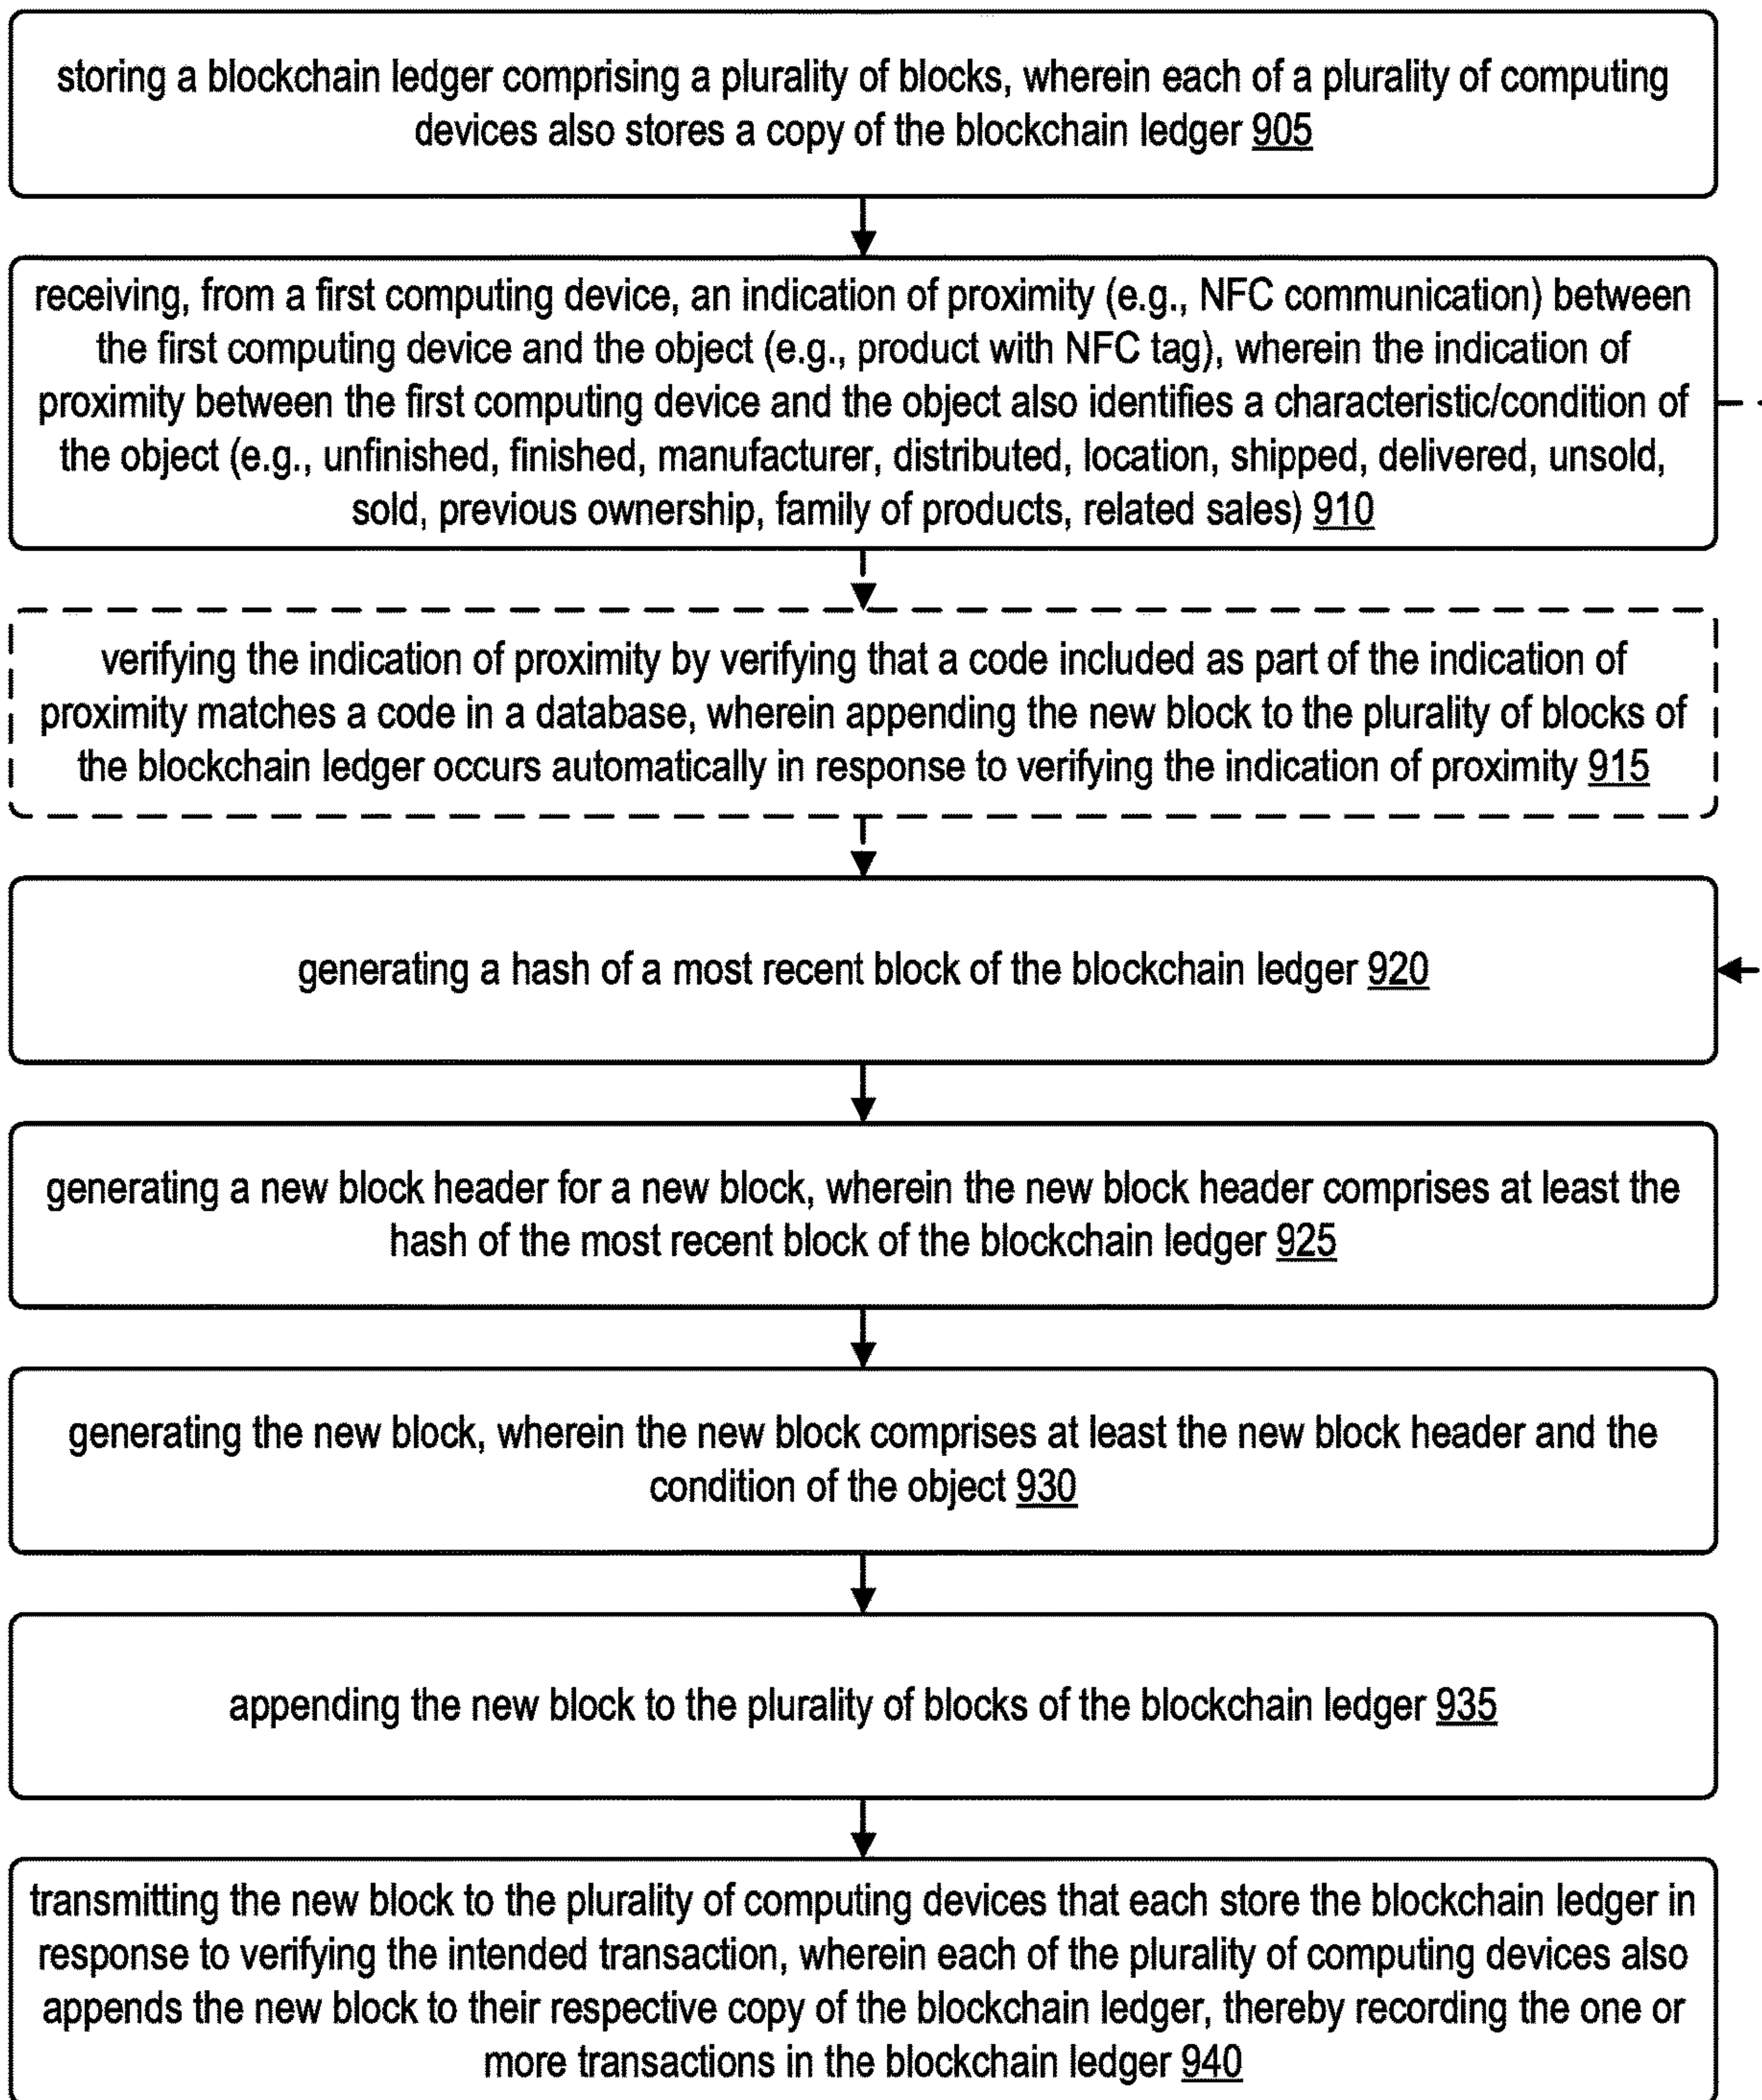 storing a blockchain ledger comprising a plurality of blocks, wherein each of a plurality of computing
devices also stores a copy of the blockchain ledger 905
receiving, from a first computing device, an indication of proximity (e.g., NFC communication) between
the first computing device and the object (e.g., product with NFC tag), wherein the indication of
proximity between the first computing device and the object also identifies a characteristic/condition of
the object (e.g., unfinished, finished, manufacturer, distributed, location, shipped, delivered, unsold,
sold, previous ownership, family of products, related sales) 910
verifying the indication of proximity by verifying that a code included as part of the indication of
proximity matches a code in a database, wherein appending the new block to the plurality of blocks of
the blockchain ledger occurs automatically in response to verifying the indication of proximity 915
generating a hash of a most recent block of the blockchain ledger 920
generating a new block header for a new block, wherein the new block header comprises at least the
hash of the most recent block of the blockchain ledger 925
generating the new block, wherein the new block comprises at least the new block header and the
condition of the object 930
appending the new block to the plurality of blocks of the blockchain ledger 935
transmitting the new block to the plurality of computing devices that each store the blockchain ledger in
response to verifying the intended transaction, wherein each of the plurality of computing devices also
appends the new block to their respective copy of the blockchain ledger, thereby recording the one or
more transactions in the blockchain ledger 940